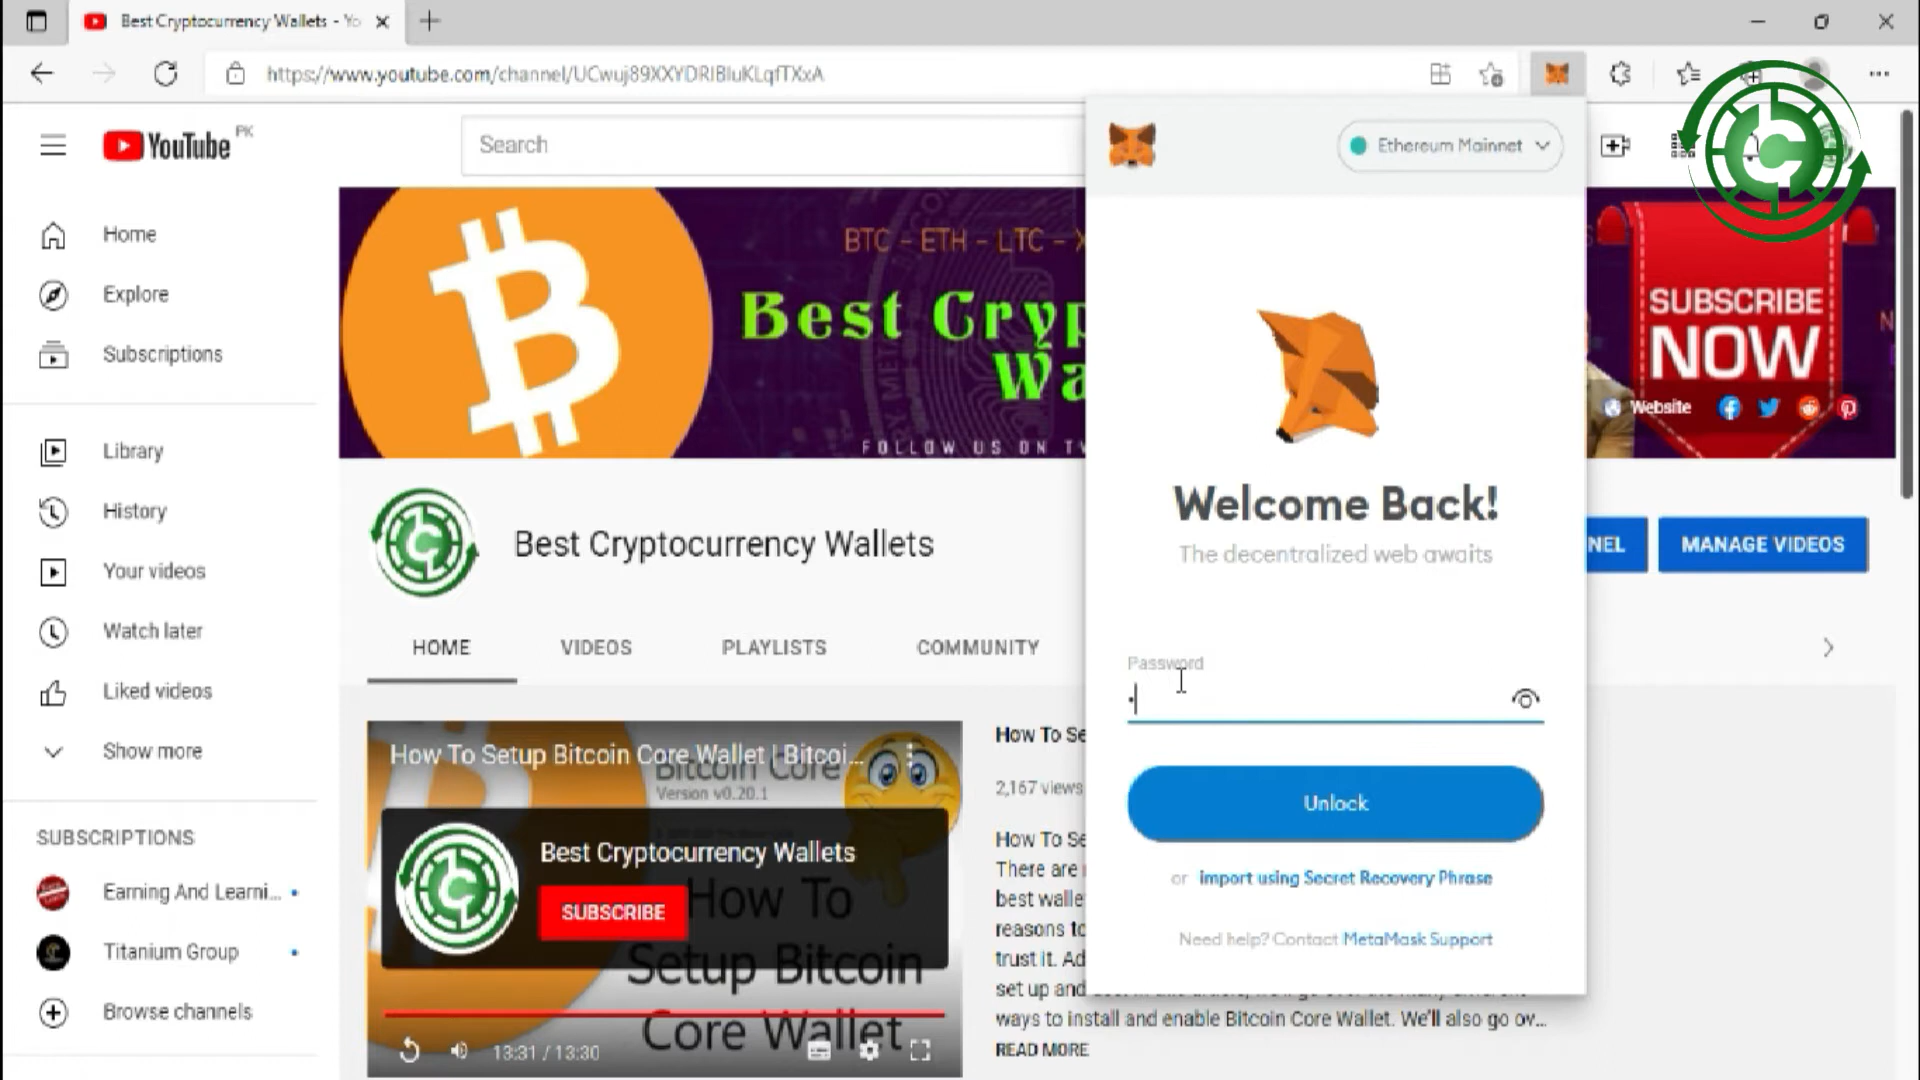 Best Cryptocurrency Wallets - Yo
https://www.youtube.com/channel/UCwuj89XXYDRIBIuKLqfTXxA
YouTube PK
Search
Ethereum Mainnet
Home
Explore
Subscriptions
Library
History
Your videos
Watch later
Liked videos
Show more
SUBSCRIPTIONS
Earning And Learni...
Titanium Group
Browse channels
BTC - ETH - LTC - X
Best Cryp
Wa
FOLLOW US ON TW
SUBSCRIBE
NOW
N
Website
Best Cryptocurrency Wallets
NEL
MANAGE VIDEOS
HOME
VIDEOS
PLAYLISTS
COMMUNITY
Welcome Back!
The decentralized web awaits
Password
Unlock
or import using Secret Recovery Phrase
Need help? Contact MetaMask Support
How To Setup Bitcoin Core Wallet | Bitcoi...
Bitcoin Core
Version v0.20.1
Best Cryptocurrency Wallets
SUBSCRIBE
How To
Setup Bitcoin
Core Wallet
13:31 / 13:30
How To Se
2,167 views
How To Se
There are
best walle
reasons to
trust it. Ad
set up and
ways to install and enable Bitcoin Core Wallet. We'll also go ov...
READ MORE